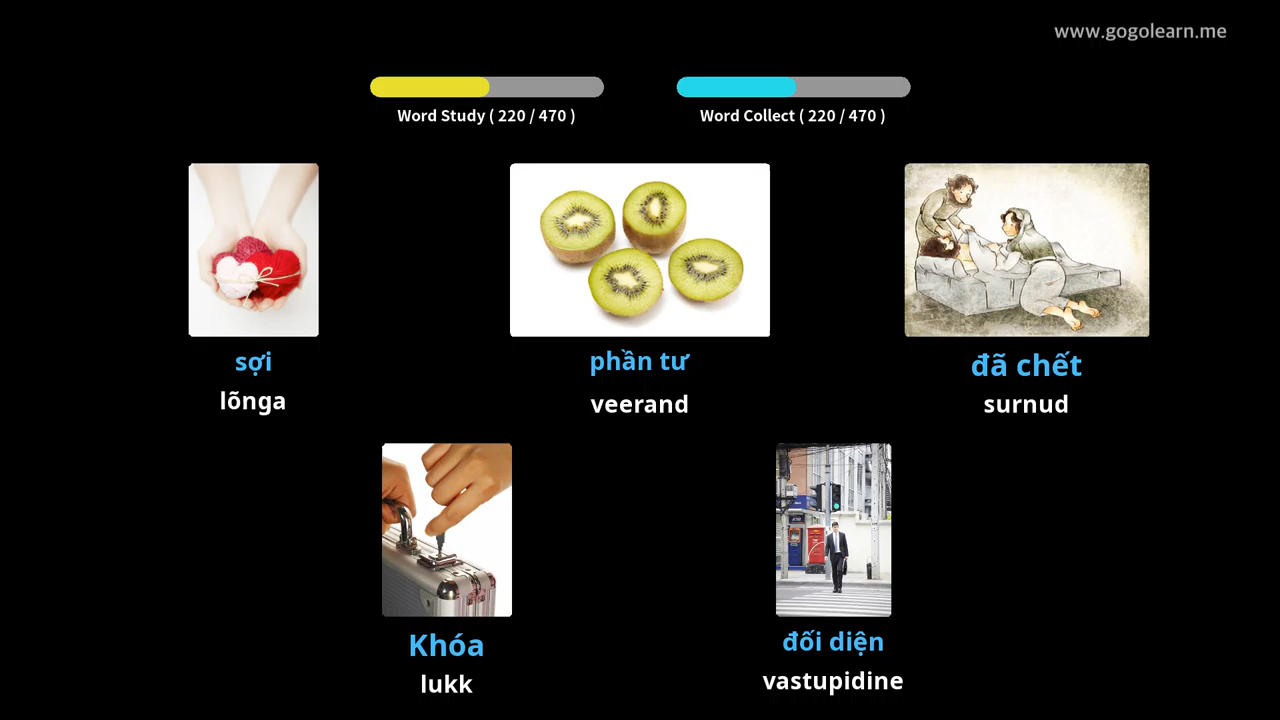 www.gogolearn.me
Word Study ( 220 / 470 )
Word Collect ( 220 / 470 )
sợi
lõnga
phần tư
veerand
đã chết
surnud
Khóa
lukk
đối diện
vastupidine